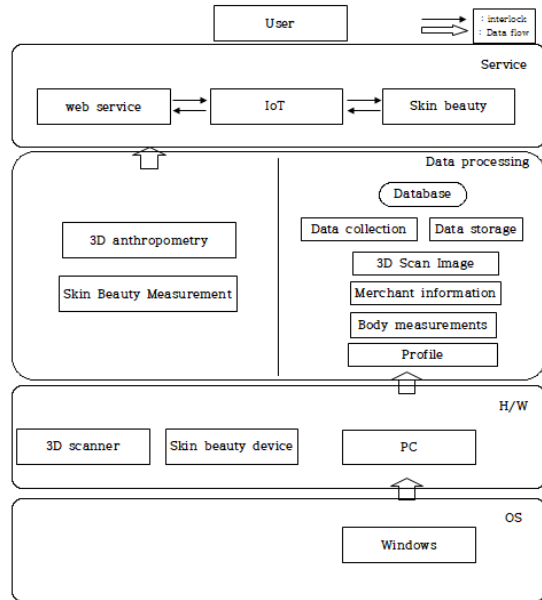 User
: interlock
: Data flow
Service
web service
IoT
Skin beauty
Data processing
Database
Data collection
Data storage
3D anthropometry
3D Scan Image
Skin Beauty Measurement
Merchant information
Body measurements
Profile
H/W
3D scanner
Skin beauty device
PC
OS
Windows